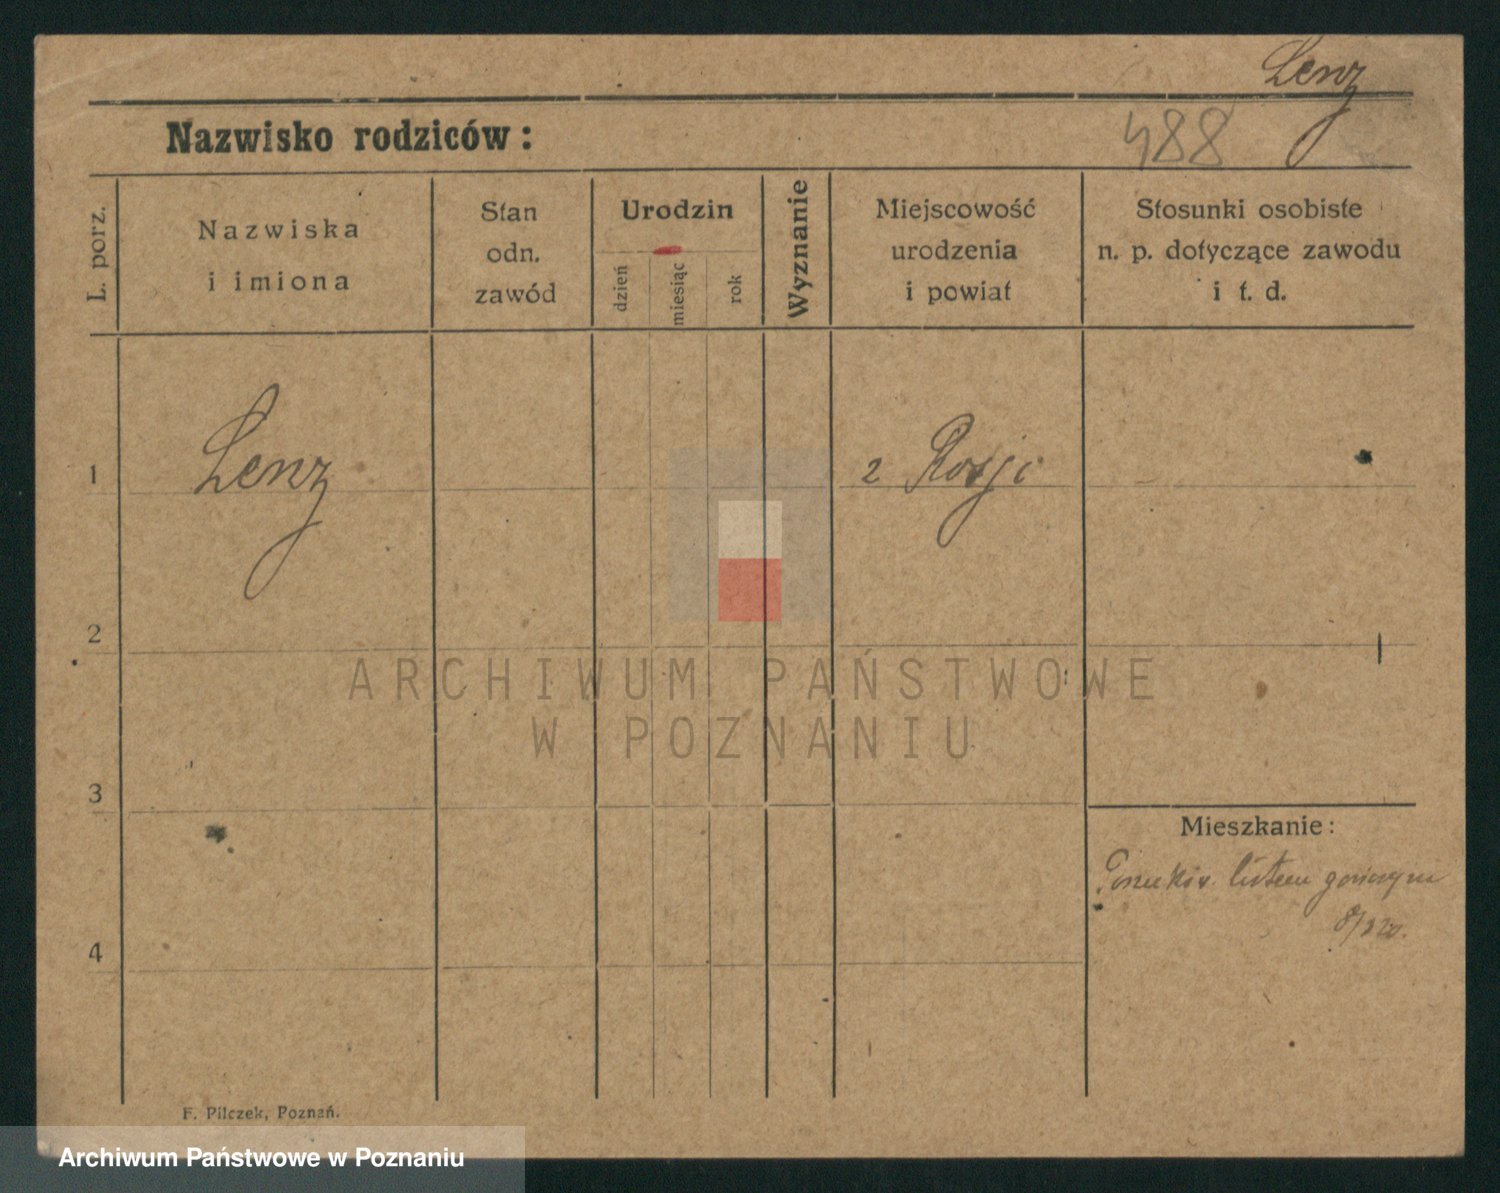 Lenz
488
Nazwisko rodziców:
L. porz.
Nazwiska
i imiona
Stan
odn.
zawód
Urodzin
dzień
miesiąc
rok
Wyznanie
Miejscowość
urodzenia
i powiat
Stosunki osobiste
n. p. dotyczące zawodu
i t. d.
1
Lenz
z Rosji
2
ARCHIWUM PAŃSTWOWE
W POZNANIU
3
Mieszkanie:
4
F. Pilczek, Poznań.
Archiwum Państwowe w Poznaniu